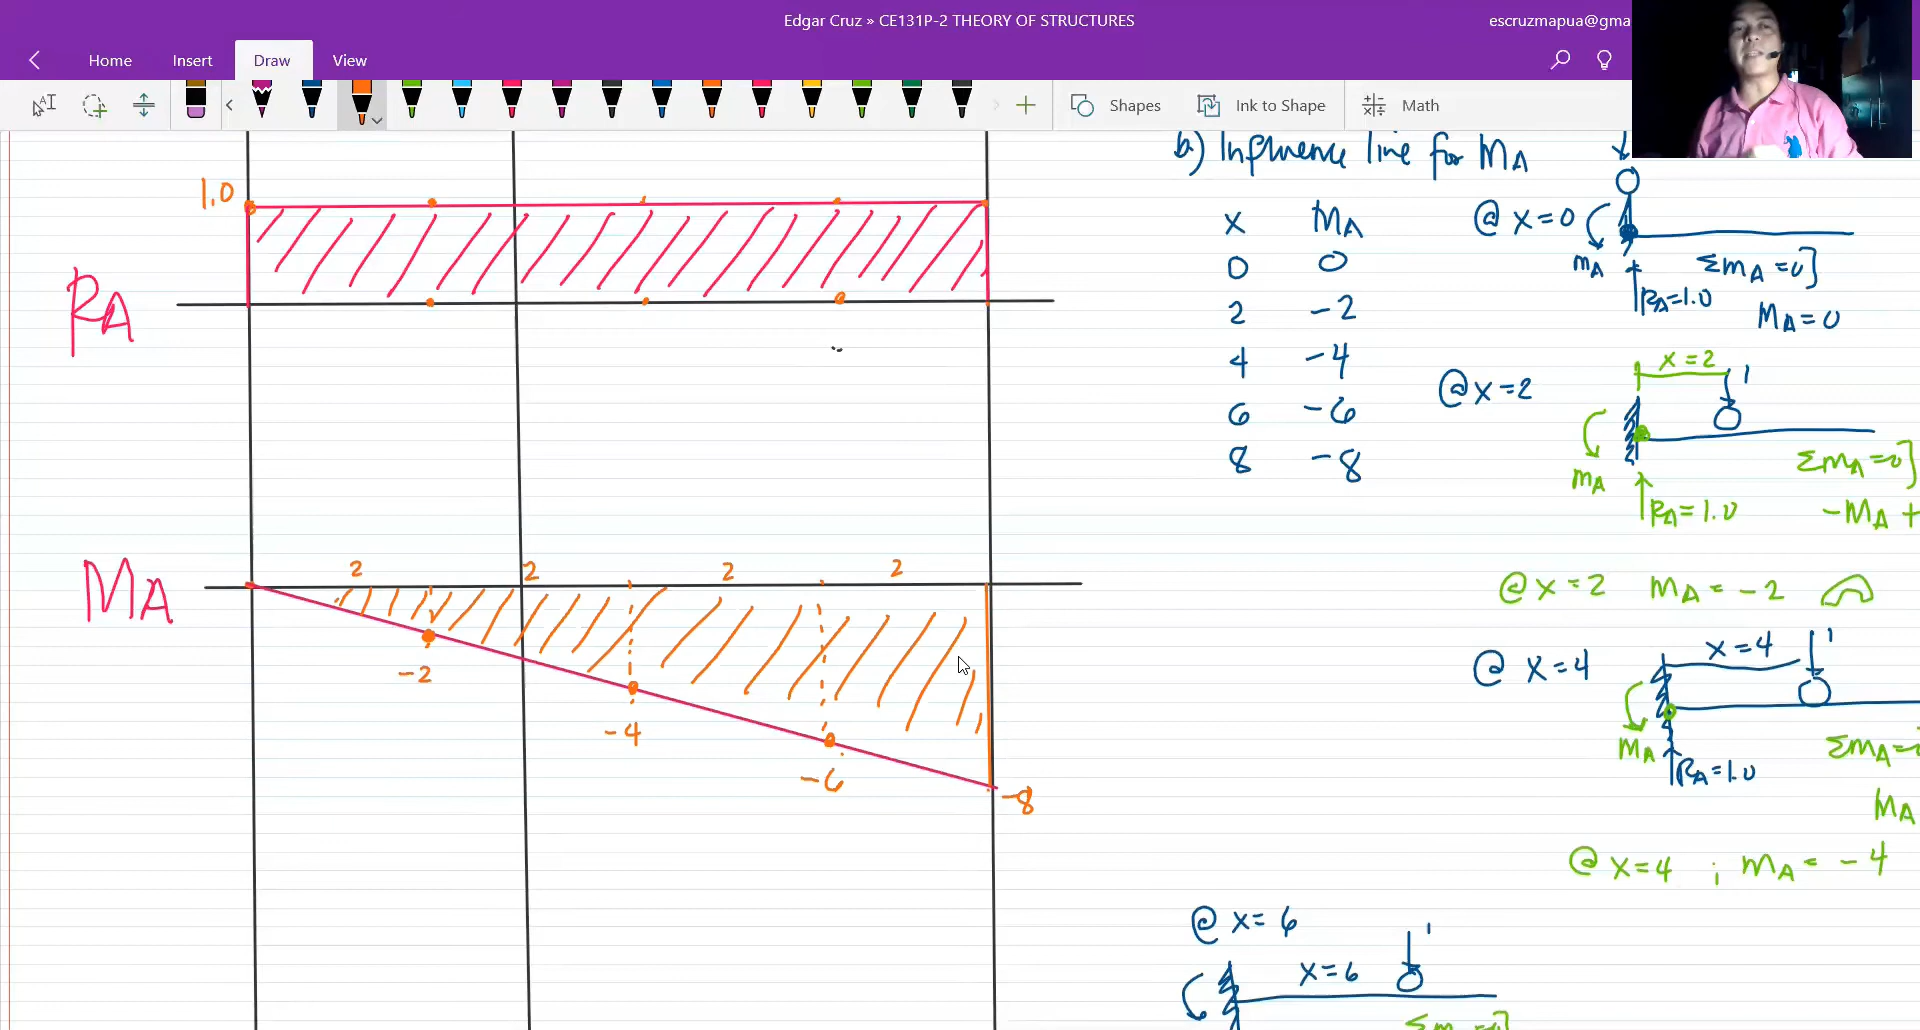 Edgar Cruz » CE131P-2 THEORY OF STRUCTURES
escruzmapua@gma
Home Insert Draw View
Shapes Ink to Shape Math
1.0
RA
MA
2 2 2 2
-2
-4
-6
-8
b) Influence line for MA
X MA
0 0
2 -2
4 -4
6 -6
8 -8
@ X=0
MA
RA=1.0
ΣMA=0]
MA=0
@ X=2
X=2
1
MA
RA=1.0
ΣMA=0]
-MA +
@ X=2 MA= -2
@ X=4
X=4
1
MA
RA=1.0
ΣMA=
MA
@ X=4 ; MA= -4
@ X= 6
X=6
1